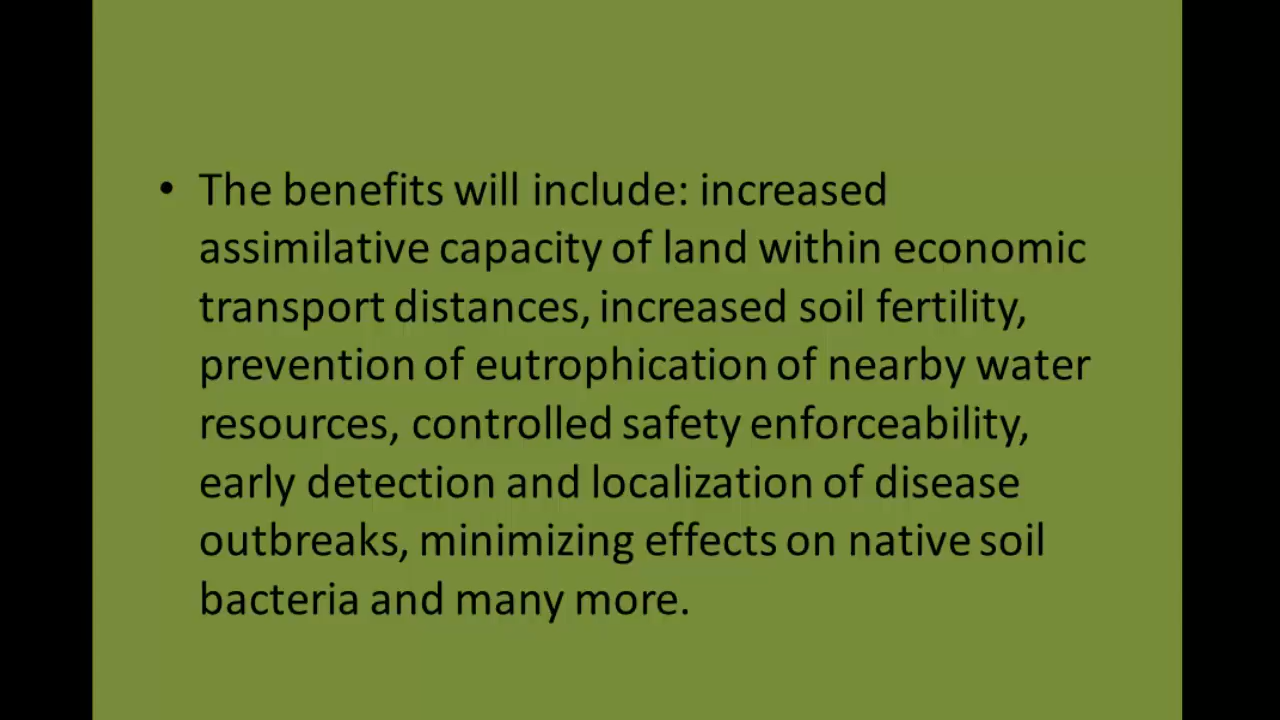 • The benefits will include: increased
assimilative capacity of land within economic
transport distances, increased soil fertility,
prevention of eutrophication of nearby water
resources, controlled safety enforceability,
early detection and localization of disease
outbreaks, minimizing effects on native soil
bacteria and many more.